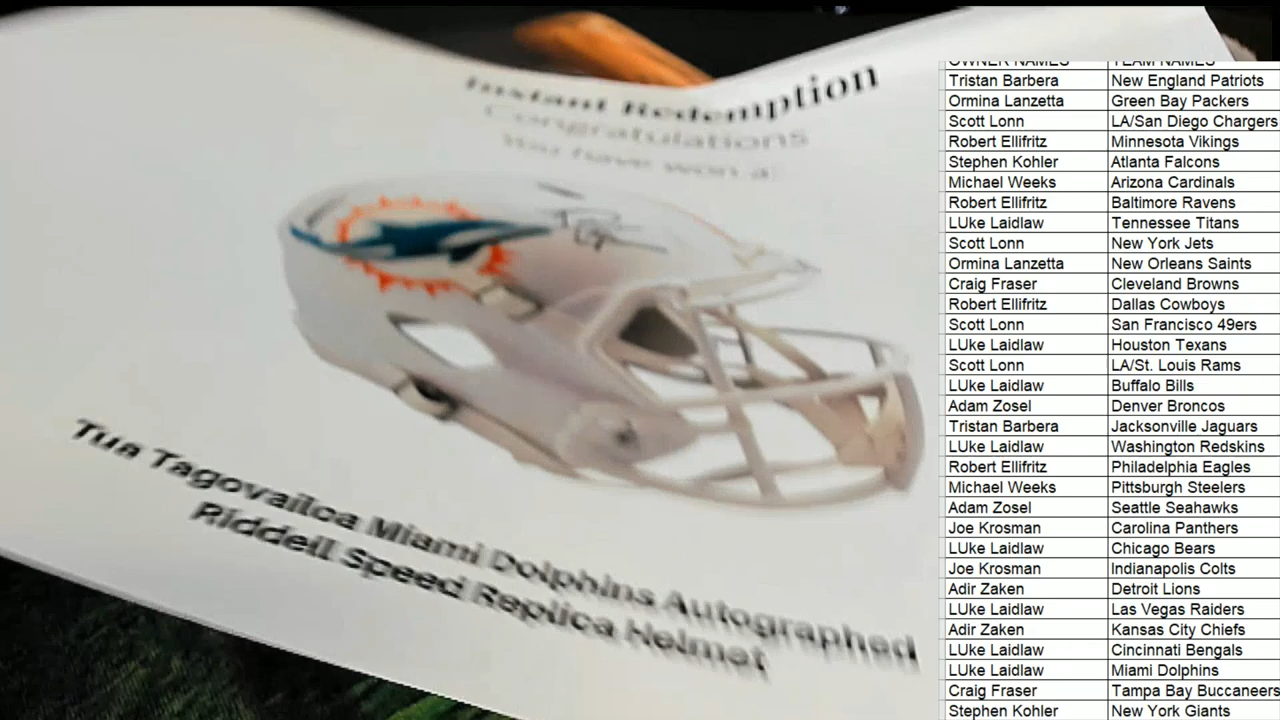 Instant Redemption
Congratulations
You have won a:
Tua Tagovailoa Miami Dolphins Autographed
Riddell Speed Replica Helmet
OWNER NAMES TEAM NAMES
Tristan Barbera New England Patriots
Ormina Lanzetta Green Bay Packers
Scott Lonn LA/San Diego Chargers
Robert Ellifritz Minnesota Vikings
Stephen Kohler Atlanta Falcons
Michael Weeks Arizona Cardinals
Robert Ellifritz Baltimore Ravens
LUke Laidlaw Tennessee Titans
Scott Lonn New York Jets
Ormina Lanzetta New Orleans Saints
Craig Fraser Cleveland Browns
Robert Ellifritz Dallas Cowboys
Scott Lonn San Francisco 49ers
LUke Laidlaw Houston Texans
Scott Lonn LA/St. Louis Rams
LUke Laidlaw Buffalo Bills
Adam Zosel Denver Broncos
Tristan Barbera Jacksonville Jaguars
LUke Laidlaw Washington Redskins
Robert Ellifritz Philadelphia Eagles
Michael Weeks Pittsburgh Steelers
Adam Zosel Seattle Seahawks
Joe Krosman Carolina Panthers
LUke Laidlaw Chicago Bears
Joe Krosman Indianapolis Colts
Adir Zaken Detroit Lions
LUke Laidlaw Las Vegas Raiders
Adir Zaken Kansas City Chiefs
LUke Laidlaw Cincinnati Bengals
LUke Laidlaw Miami Dolphins
Craig Fraser Tampa Bay Buccaneers
Stephen Kohler New York Giants